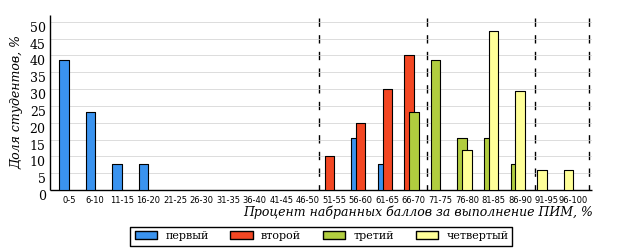 Доля студентов, %
50
45
40
35
30
25
20
15
10
5
0
0-5 6-10 11-15 16-20 21-25 26-30 31-35 36-40 41-45 46-50 51-55 56-60 61-65 66-70 71-75 76-80 81-85 86-90 91-95 96-100
Процент набранных баллов за выполнение ПИМ, %
первый второй третий четвертый